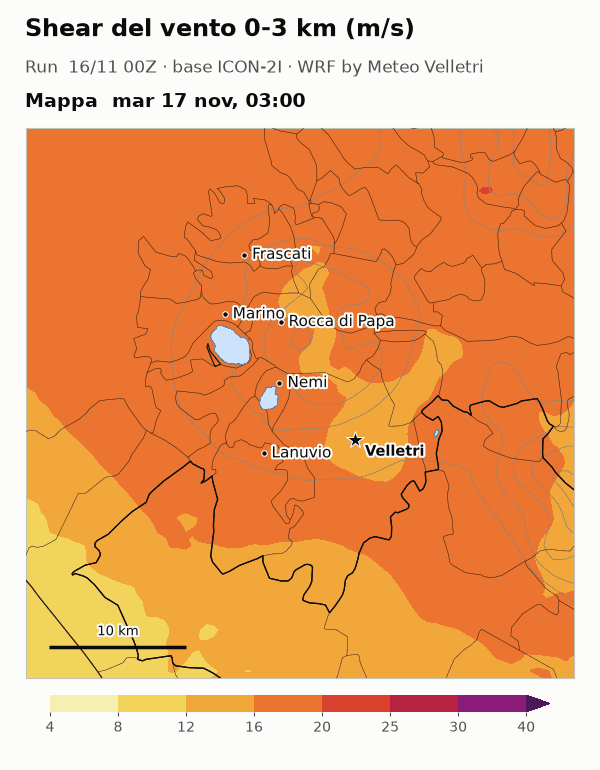 Shear del vento 0-3 km (m/s)
Run  16/11 00Z · base ICON-2I · WRF by Meteo Velletri
Mappa  mar 17 nov, 03:00
Frascati
Marino
Rocca di Papa
Nemi
Velletri
Lanuvio
10 km
4 8 12 16 20 25 30 40